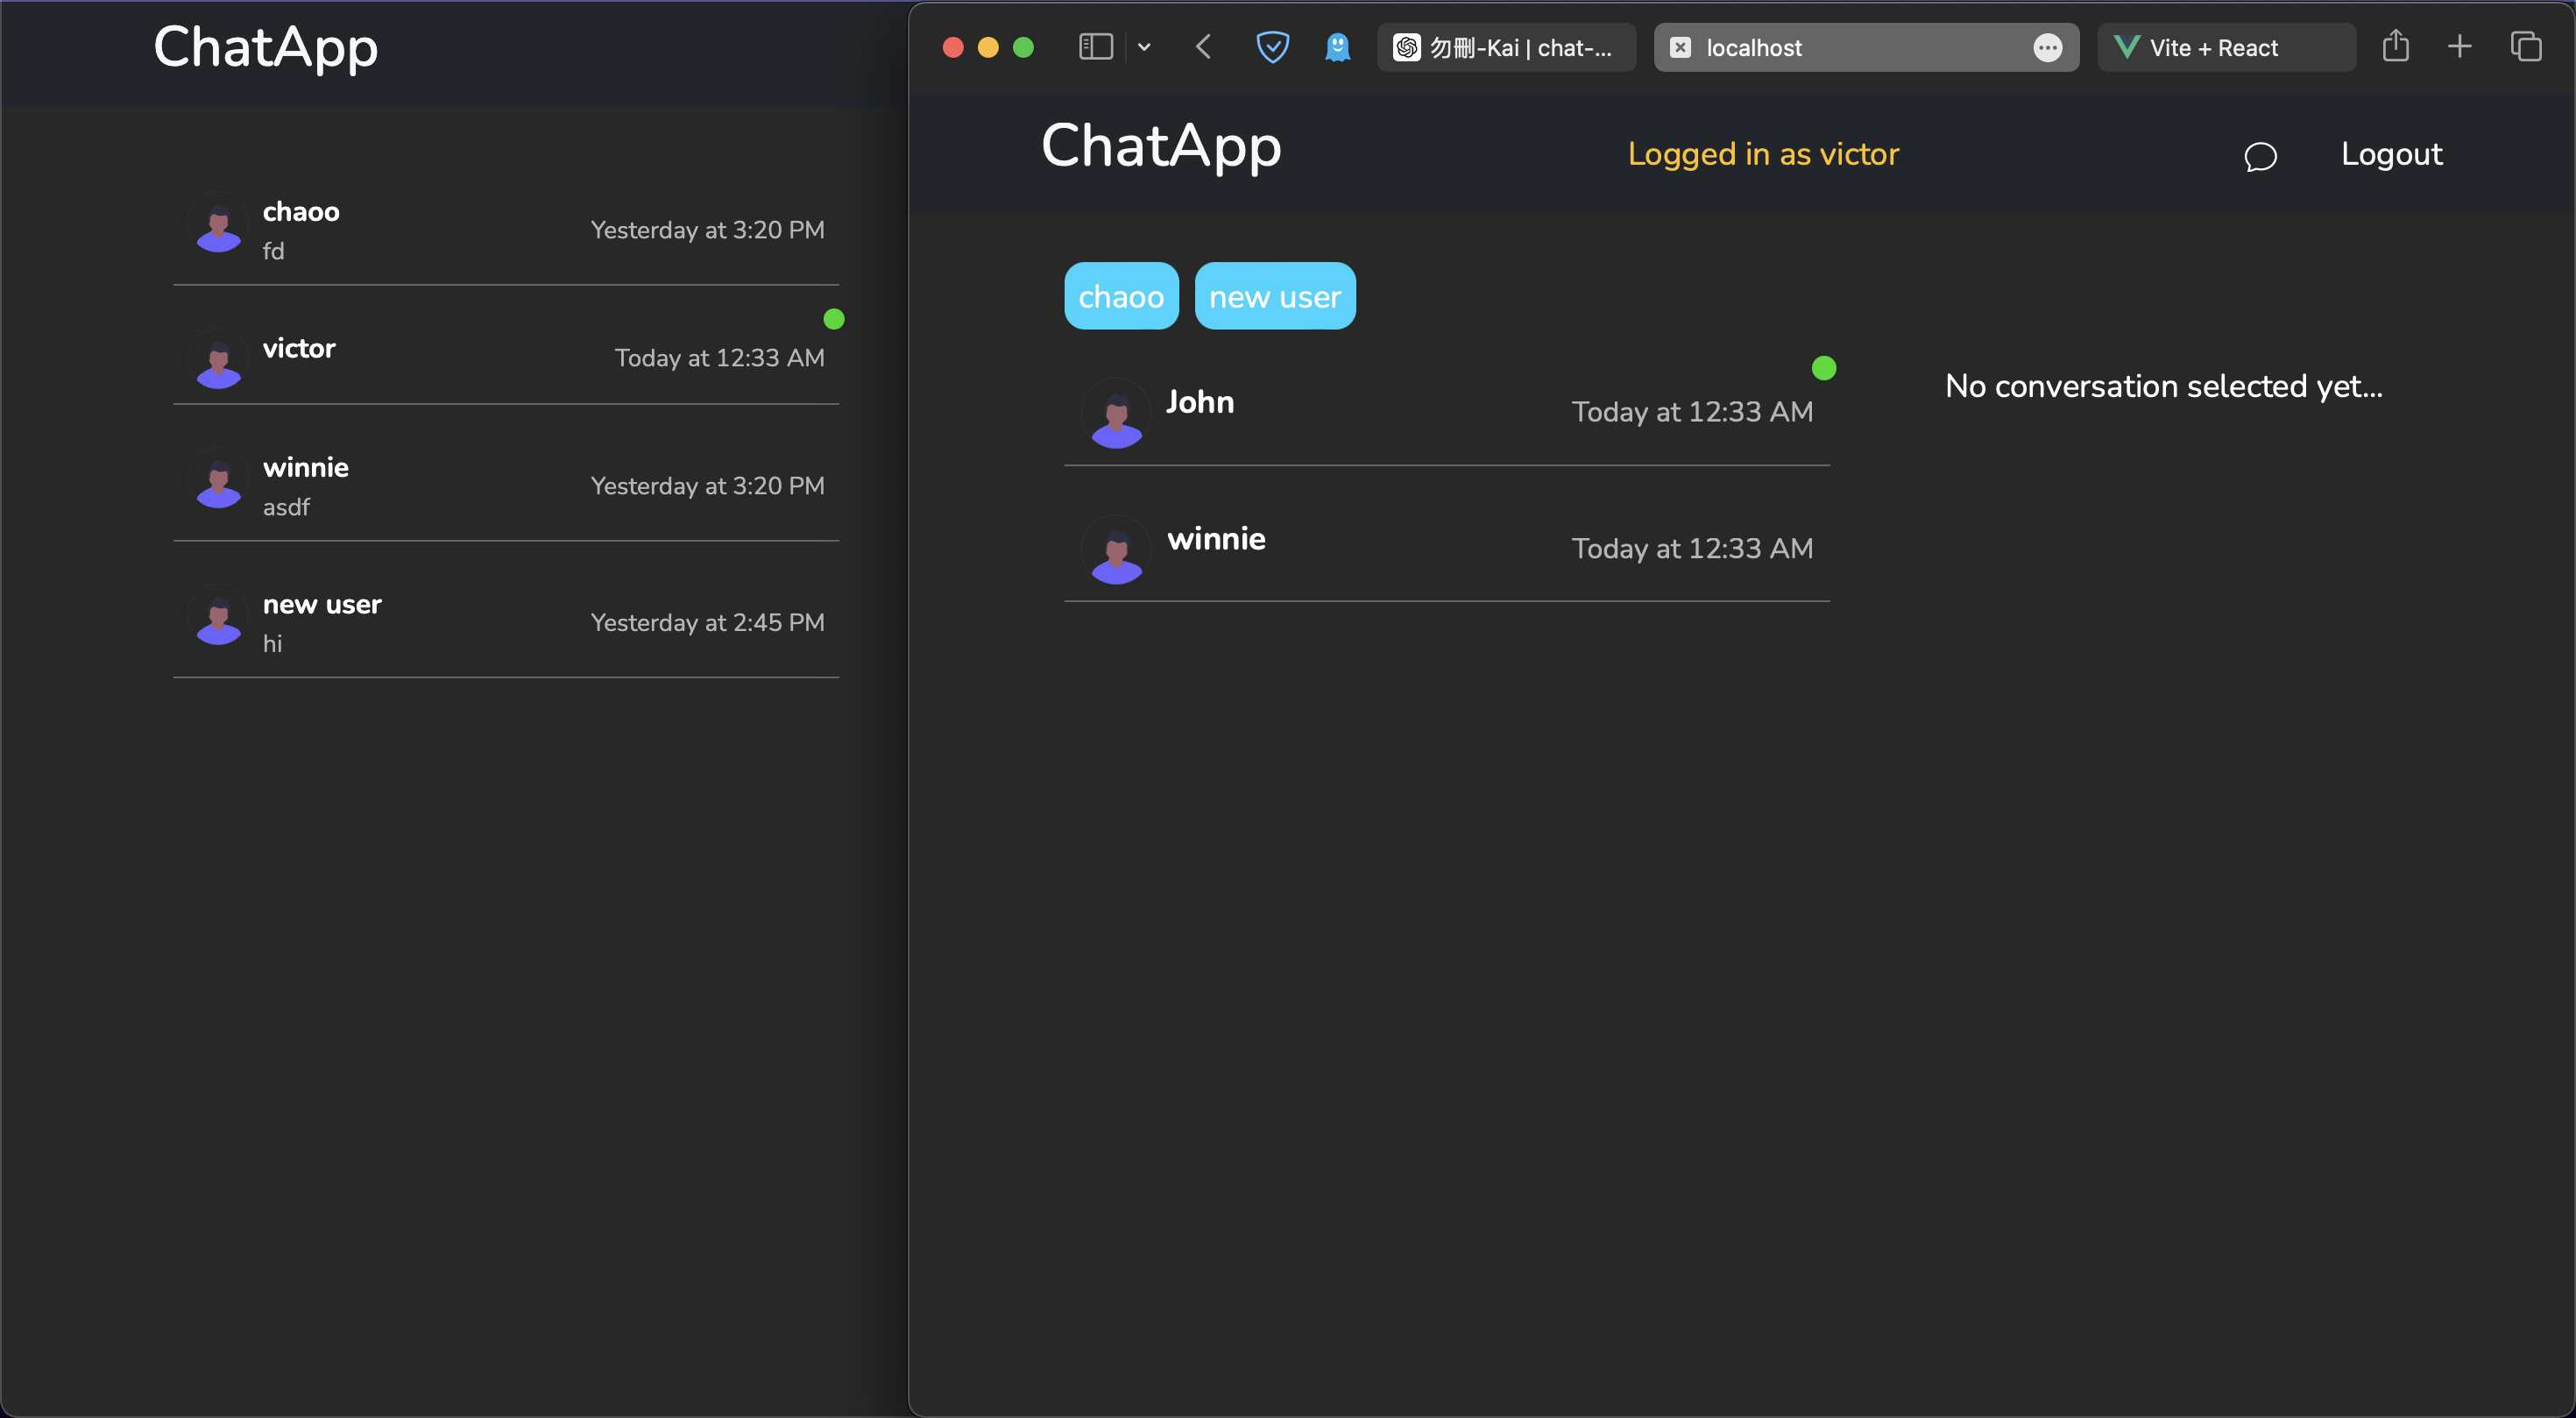 ChatApp
chaoo
Yesterday at 3:20 PM
fd
victor
Today at 12:33 AM
winnie
Yesterday at 3:20 PM
asdf
new user
Yesterday at 2:45 PM
hi
勿刪-Kai | chat-...
localhost
Vite + React
ChatApp
Logged in as victor
Logout
chaoo
new user
John
Today at 12:33 AM
No conversation selected yet...
winnie
Today at 12:33 AM